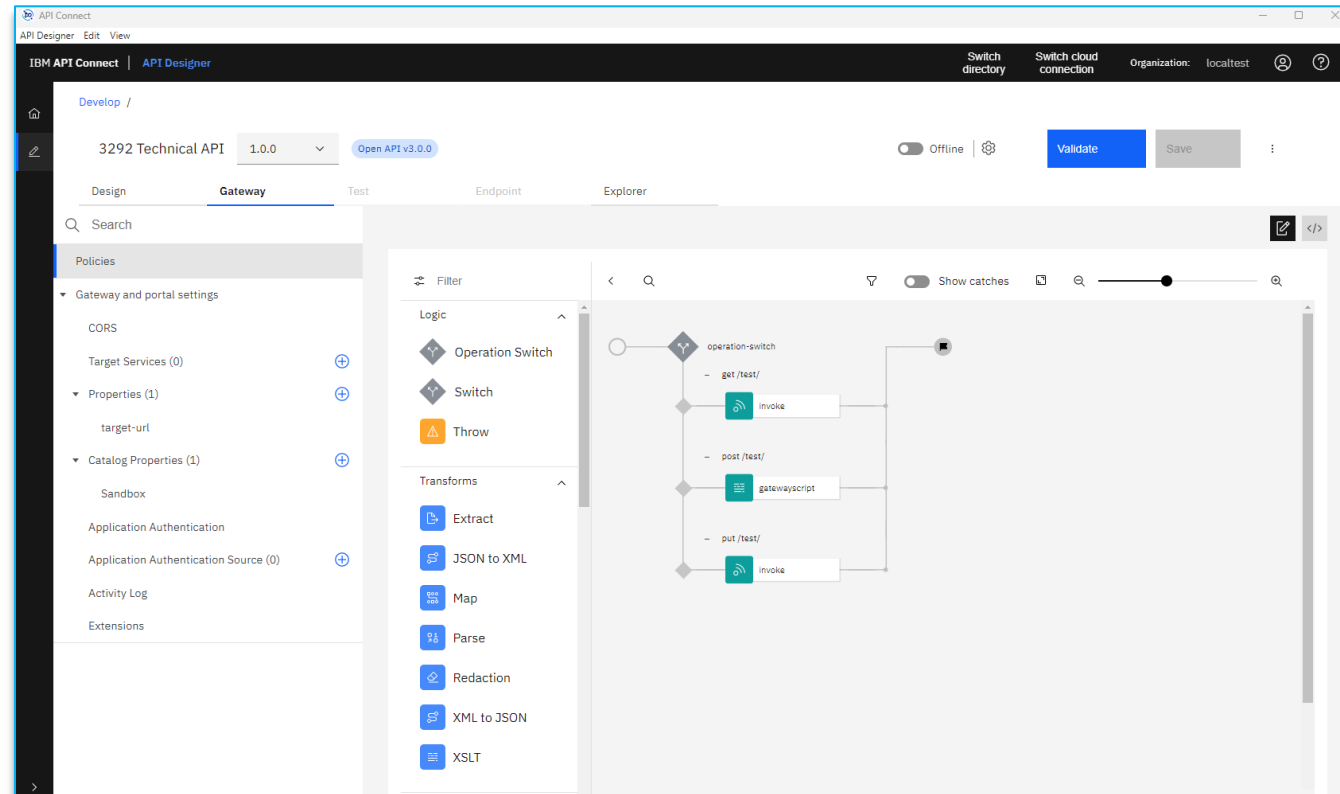 API Connect
API Designer Edit View
IBM API Connect | API Designer
Switch directory
Switch cloud connection
Organization: localtest
Develop /
3292 Technical API
1.0.0
Open API v3.0.0
Offline
Validate
Save
Design
Gateway
Test
Endpoint
Explorer
Search
Policies
Gateway and portal settings
CORS
Target Services (0)
Properties (1)
target-url
Catalog Properties (1)
Sandbox
Application Authentication
Application Authentication Source (0)
Activity Log
Extensions
Filter
Logic
Operation Switch
Switch
Throw
Transforms
Extract
JSON to XML
Map
Parse
Redaction
XML to JSON
XSLT
Show catches
operation-switch
– get /test/
invoke
– post /test/
gatewayscript
– put /test/
invoke